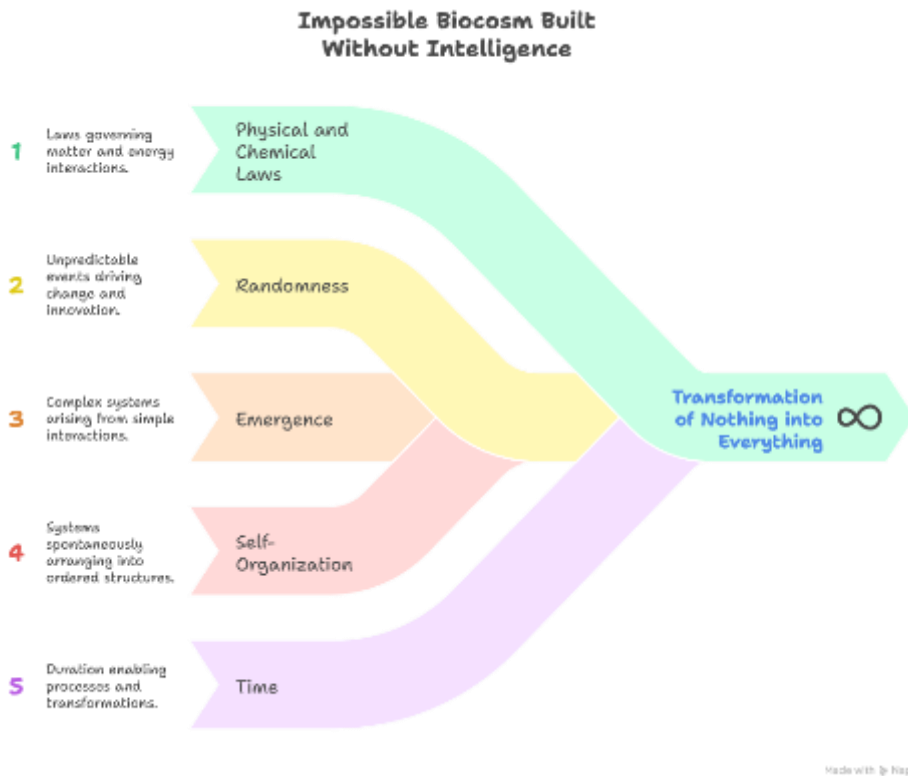 Impossible Biocosm Built
Without Intelligence
1
Laws governing
matter and energy
interactions.
Physical and
Chemical
Laws
2
Unpredictable
events driving
change and
innovation.
Randomness
3
Complex systems
arising from simple
interactions.
Emergence
Transformation
of Nothing into
Everything
4
Systems
spontaneously
arranging into
ordered structures.
Self-
Organization
5
Duration enabling
processes and
transformations.
Time
Made with